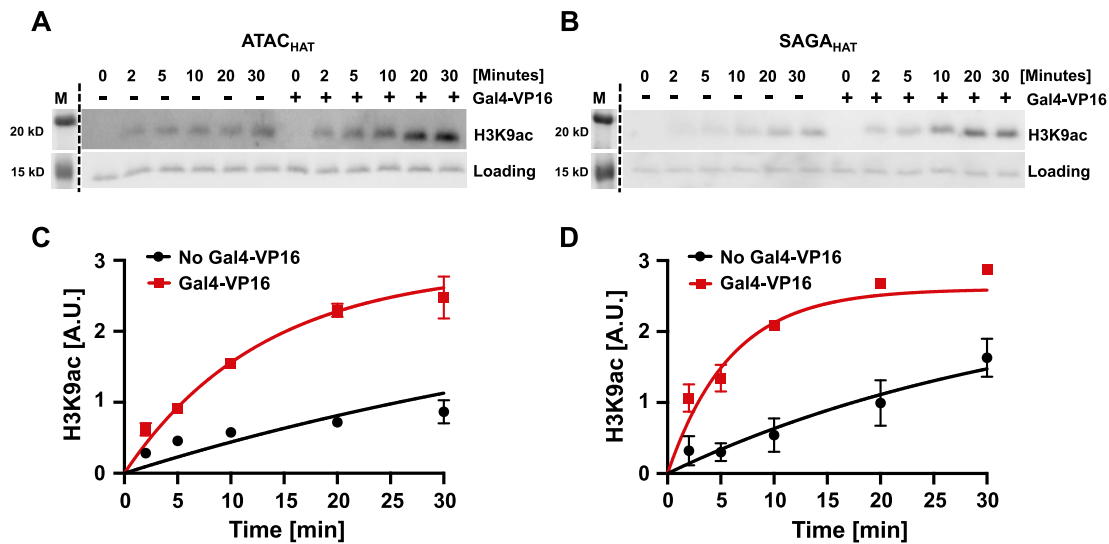 A
ATAC HAT
0 2 5 10 20 30 0 2 5 10 20 30 [Minutes]
M - - - - - - + + + + + + Gal4-VP16
20 kD H3K9ac
15 kD Loading
B
SAGA HAT
0 2 5 10 20 30 0 2 5 10 20 30 [Minutes]
M - - - - - - + + + + + + Gal4-VP16
20 kD H3K9ac
15 kD Loading
C
No Gal4-VP16
Gal4-VP16
H3K9ac [A.U.]
3
2
1
0
0 5 10 15 20 25 30
Time [min]
D
No Gal4-VP16
Gal4-VP16
H3K9ac [A.U.]
3
2
1
0
0 5 10 15 20 25 30
Time [min]